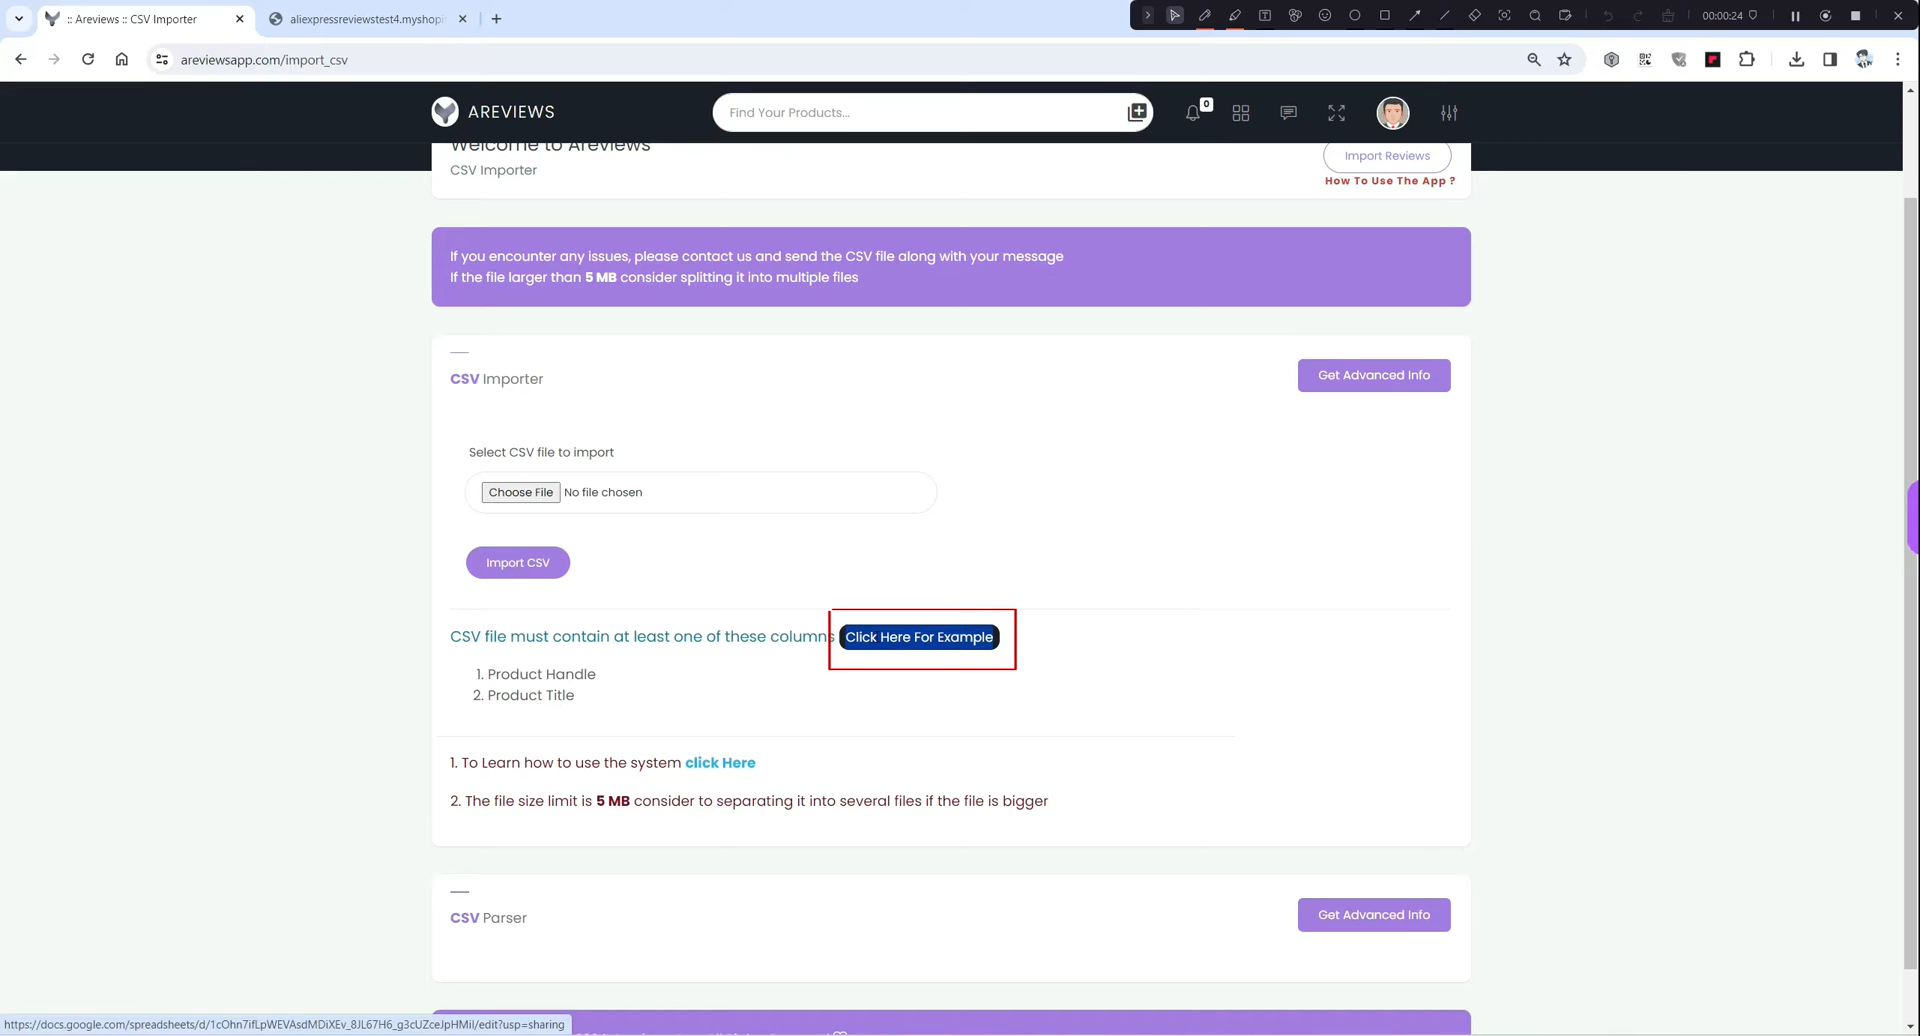 :: Areviews :: CSV Importer
aliexpressreviewstest4.myshopi
00:00:24
areviewsapp.com/import_csv
AREVIEWS
Find Your Products...
0
Welcome to Areviews
CSV Importer
Import Reviews
How To Use The App ?
If you encounter any issues, please contact us and send the CSV file along with your message
If the file larger than 5 MB consider splitting it into multiple files
CSV Importer
Get Advanced Info
Select CSV file to import
Choose File No file chosen
Import CSV
CSV file must contain at least one of these columns Click Here For Example
1. Product Handle
2. Product Title
1. To Learn how to use the system click Here
2. The file size limit is 5 MB consider to separating it into several files if the file is bigger
CSV Parser
Get Advanced Info
https://docs.google.com/spreadsheets/d/1cOhn7ifLpWEVAsdMDiXEv_8JL67H6_g3cUZceJpHMiI/edit?usp=sharing